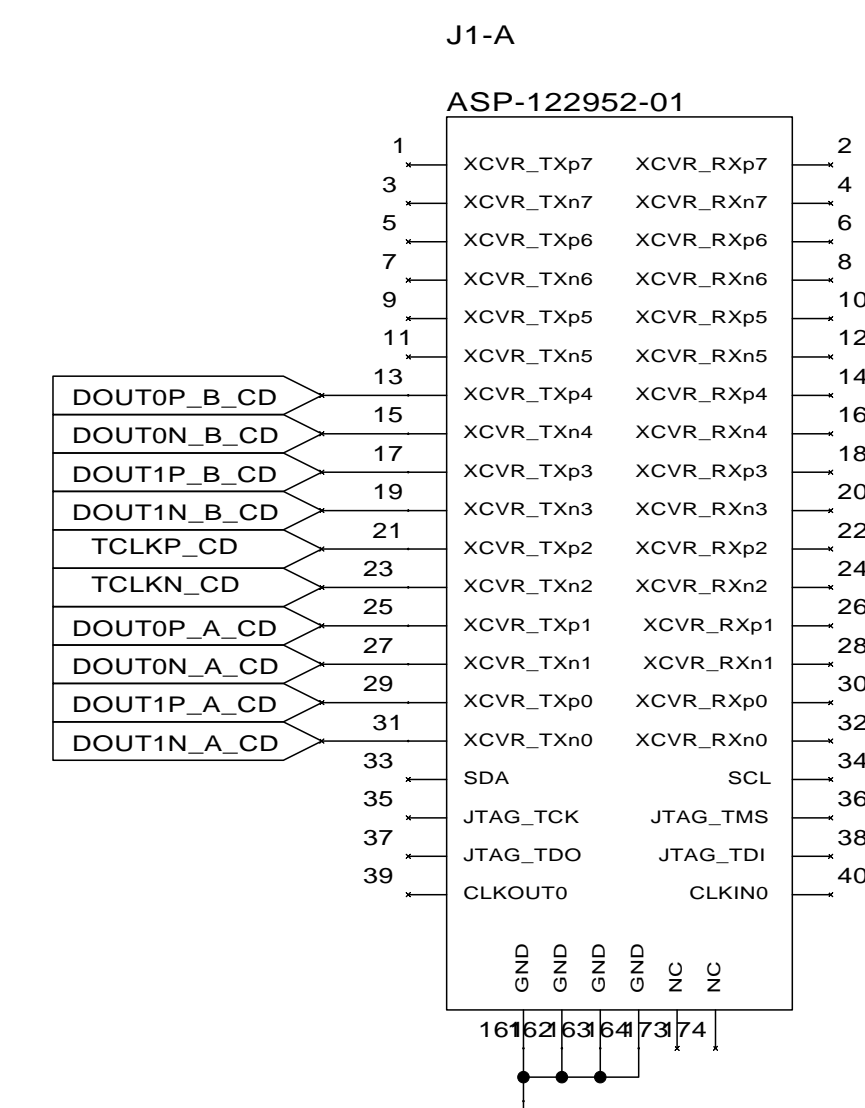 J1-A
ASP-122952-01
1 XCVR_TXp7 XCVR_RXp7 2
3 XCVR_TXn7 XCVR_RXn7 4
5 XCVR_TXp6 XCVR_RXp6 6
7 XCVR_TXn6 XCVR_RXn6 8
9 XCVR_TXp5 XCVR_RXp5 10
11 XCVR_TXn5 XCVR_RXn5 12
DOUT0P_B_CD 13 XCVR_TXp4 XCVR_RXp4 14
DOUT0N_B_CD 15 XCVR_TXn4 XCVR_RXn4 16
DOUT1P_B_CD 17 XCVR_TXp3 XCVR_RXp3 18
DOUT1N_B_CD 19 XCVR_TXn3 XCVR_RXn3 20
TCLKP_CD 21 XCVR_TXp2 XCVR_RXp2 22
TCLKN_CD 23 XCVR_TXn2 XCVR_RXn2 24
DOUT0P_A_CD 25 XCVR_TXp1 XCVR_RXp1 26
DOUT0N_A_CD 27 XCVR_TXn1 XCVR_RXn1 28
DOUT1P_A_CD 29 XCVR_TXp0 XCVR_RXp0 30
DOUT1N_A_CD 31 XCVR_TXn0 XCVR_RXn0 32
33 SDA SCL 34
35 JTAG_TCK JTAG_TMS 36
37 JTAG_TDO JTAG_TDI 38
39 CLKOUT0 CLKIN0 40
GND GND GND GND NC NC
161 162 163 164 173 174